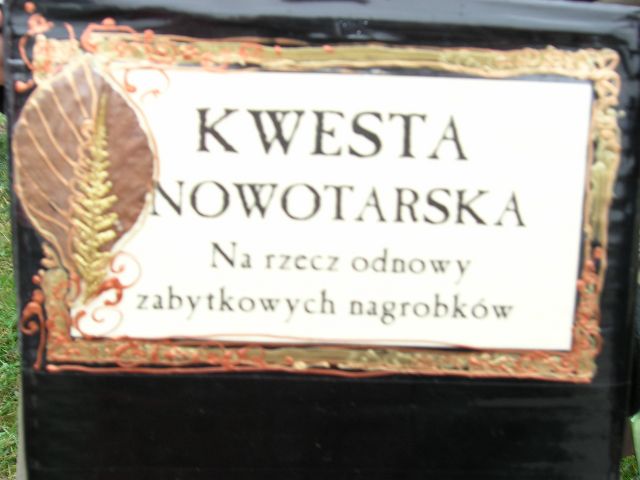 KWESTA
NOWOTARSKA
Na rzecz odnowy
zabytkowych nagrobków